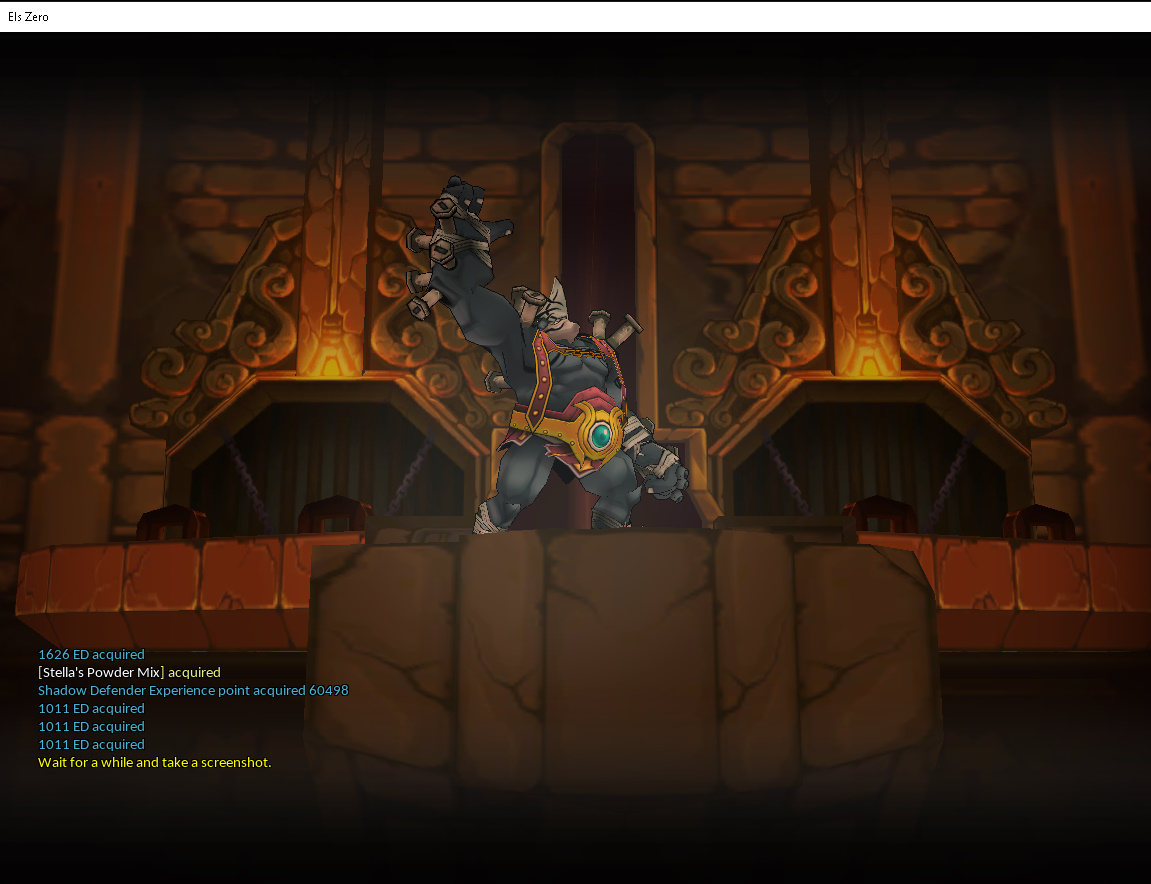 Els Zero
1626 ED acquired
[Stella's Powder Mix] acquired
Shadow Defender Experience point acquired 60498
1011 ED acquired
1011 ED acquired
1011 ED acquired
Wait for a while and take a screenshot.